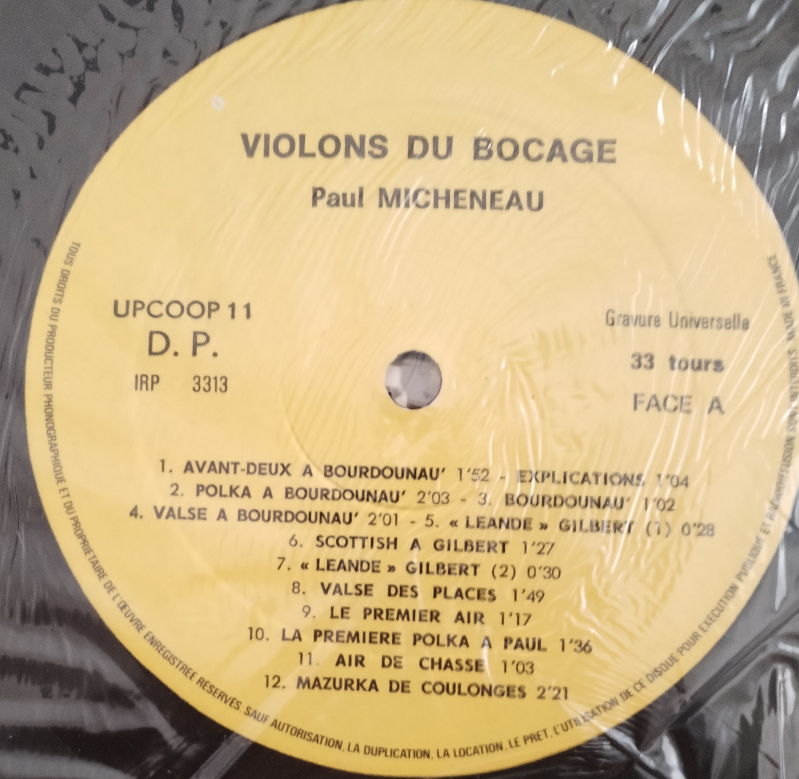 VIOLONS DU BOCAGE
Paul MICHENEAU
UPCOOP 11
D. P.
IRP 3313
Gravure Universelle
33 tours
FACE A
1. AVANT-DEUX A BOURDOUNAU' 1'52 - EXPLICATIONS 1'04
2. POLKA A BOURDOUNAU' 2'03 - 3. BOURDOUNAU' 1'02
4. VALSE A BOURDOUNAU' 2'01 - 5. « LEANDE » GILBERT (1) 0'28
6. SCOTTISH A GILBERT 1'27
7. « LEANDE » GILBERT (2) 0'30
8. VALSE DES PLACES 1'49
9. LE PREMIER AIR 1'17
10. LA PREMIERE POLKA A PAUL 1'36
11. AIR DE CHASSE 1'03
12. MAZURKA DE COULONGES 2'21
TOUS DROITS DU PRODUCTEUR PHONOGRAPHIQUE ET DU PROPRIETAIRE DE L'ŒUVRE ENREGISTREE RESERVES SAUF AUTORISATION, LA DUPLICATION, LA LOCATION, LE PRET, L'UTILISATION DE CE DISQUE POUR EXECUTION PUBLIQUE ET RADIODIFFUSION SONT INTERDITS. MADE IN FRANCE